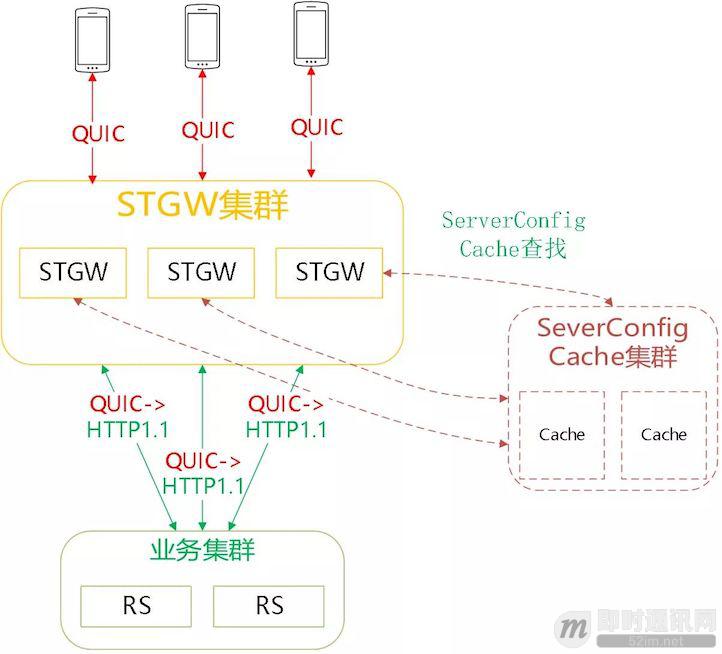 QUIC
QUIC
QUIC
STGW集群
STGW
STGW
STGW
ServerConfig
Cache查找
SeverConfig
Cache集群
Cache
Cache
QUIC->
HTTP1.1
QUIC->
HTTP1.1
QUIC->
HTTP1.1
业务集群
RS
RS
m
即时通讯网
52im.net